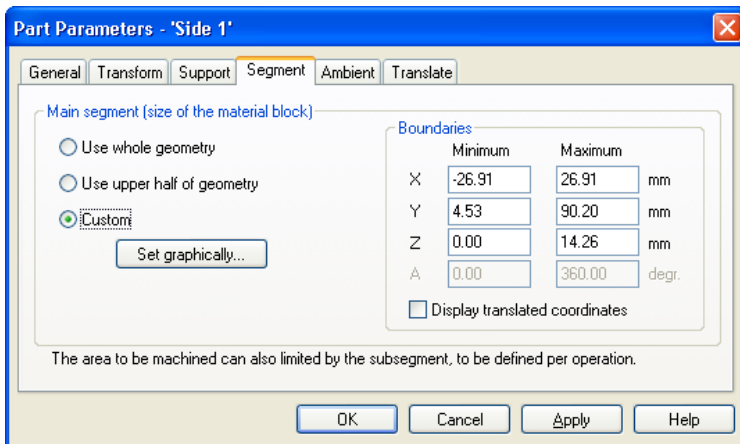 Part Parameters - 'Side 1'
General Transform Support Segment Ambient Translate
Main segment (size of the material block)
Use whole geometry
Use upper half of geometry
Custom
Set graphically...
Boundaries
Minimum Maximum
X -26.91 26.91 mm
Y 4.53 90.20 mm
Z 0.00 14.26 mm
A 0.00 360.00 degr.
Display translated coordinates
The area to be machined can also limited by the subsegment, to be defined per operation.
OK Cancel Apply Help